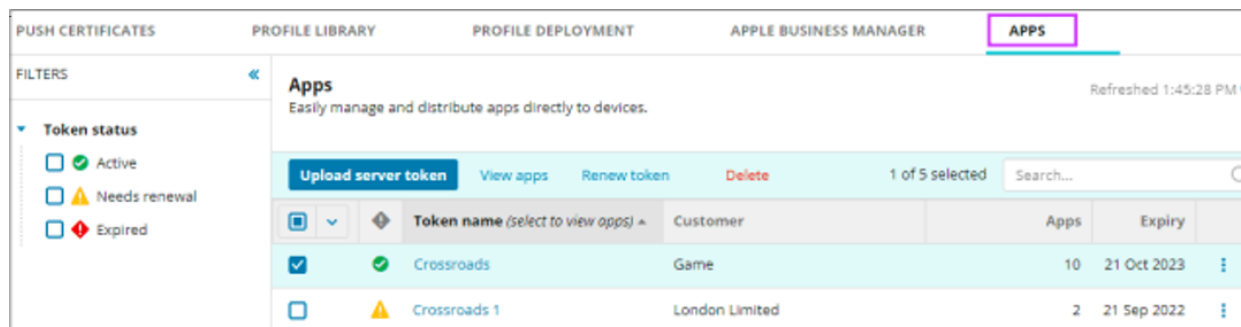 PUSH CERTIFICATES PROFILE LIBRARY PROFILE DEPLOYMENT APPLE BUSINESS MANAGER APPS
FILTERS
Apps
Refreshed 1:45:28 PM
Easily manage and distribute apps directly to devices.
Token status
Active
Needs renewal
Expired
Upload server token View apps Renew token Delete 1 of 5 selected Search...
Token name (select to view apps) Customer Apps Expiry
Crossroads Game 10 21 Oct 2023
Crossroads 1 London Limited 2 21 Sep 2022